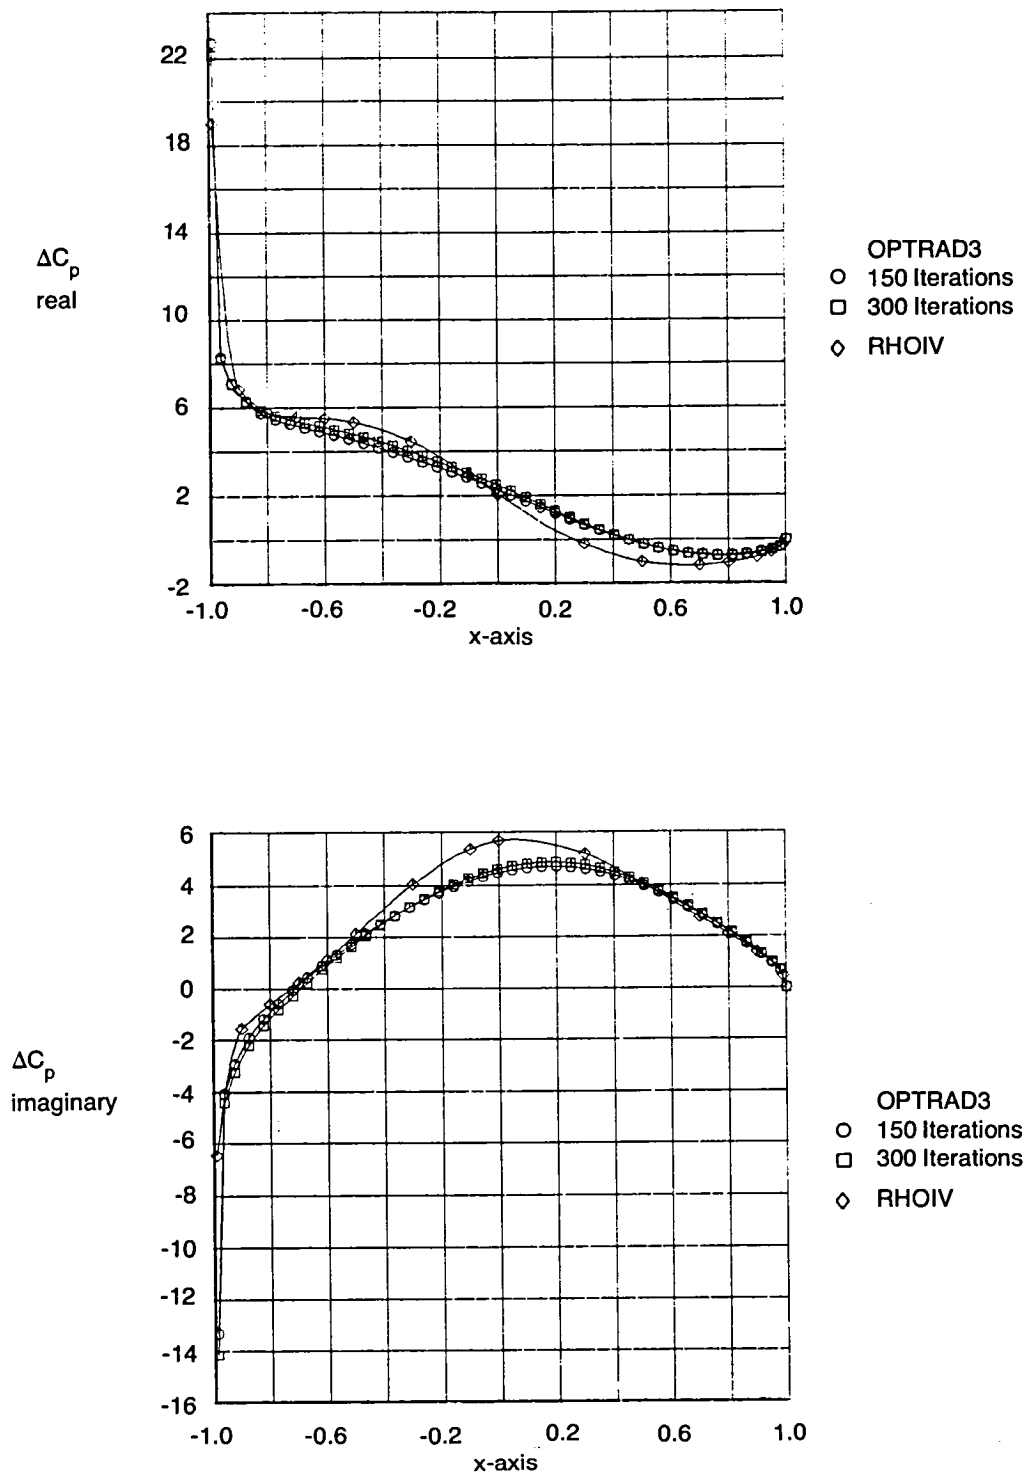 22
18
14
ΔCp
real
10
6
2
-2
-1.0 -0.6 -0.2 0.2 0.6 1.0
x-axis
OPTRAD3
150 Iterations
300 Iterations
RHOIV
6
4
2
0
-2
ΔCp
imaginary
-4
-6
-8
-10
-12
-14
-16
-1.0 -0.6 -0.2 0.2 0.6 1.0
x-axis
OPTRAD3
150 Iterations
300 Iterations
RHOIV